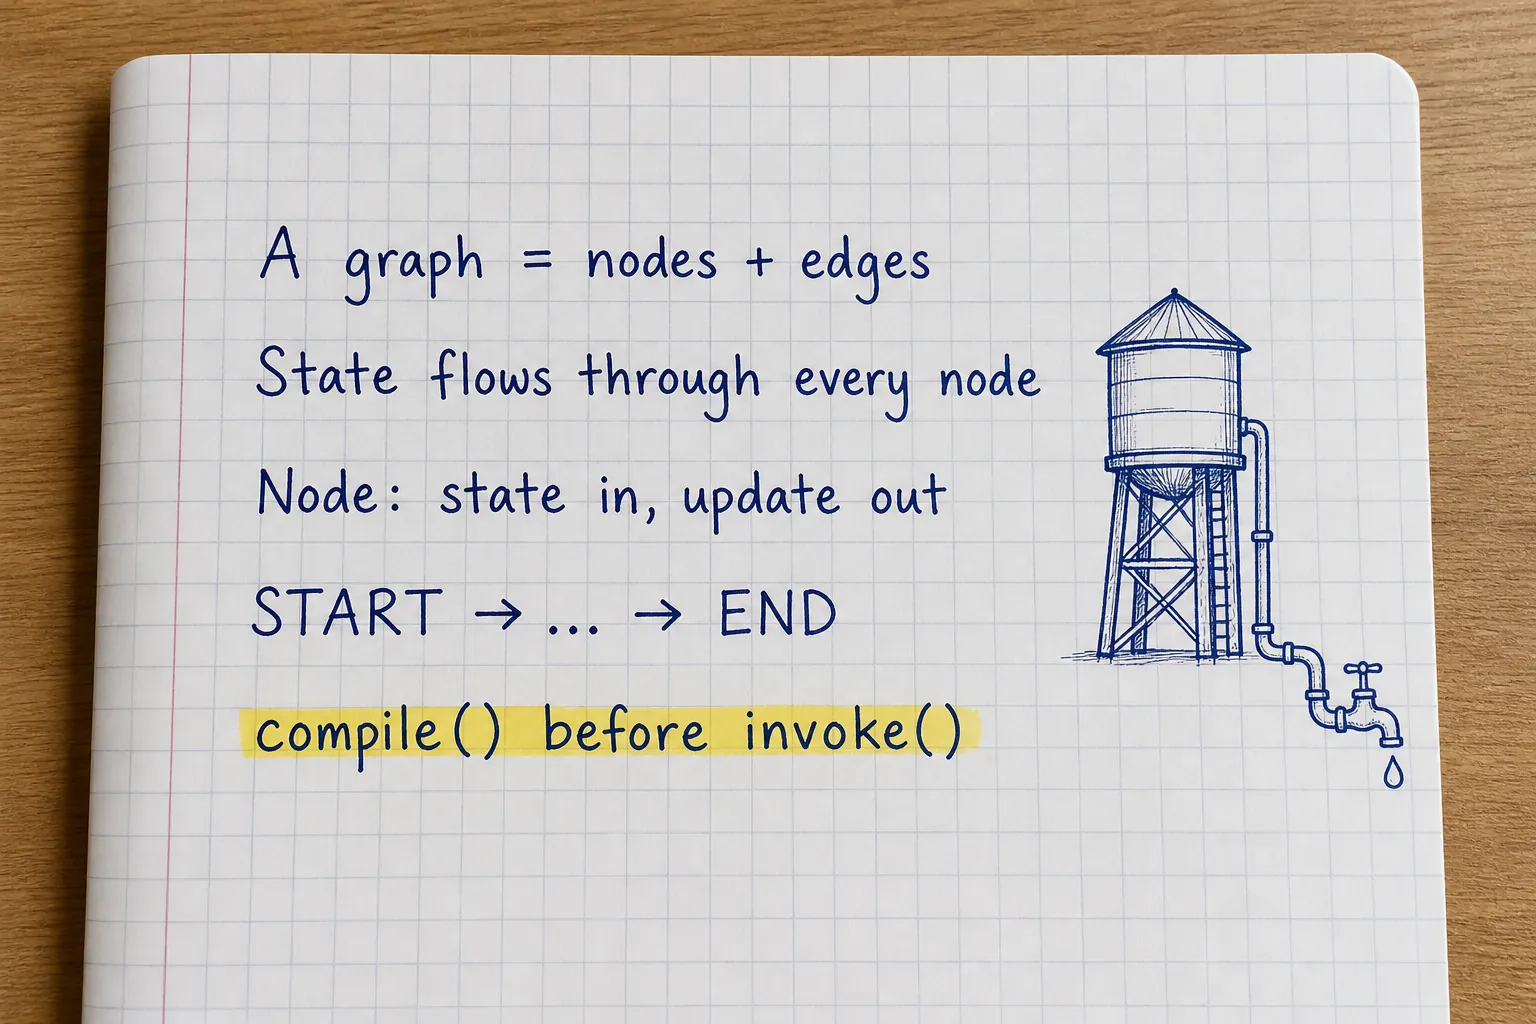 A graph = nodes + edges
State flows through every node
Node: state in, update out
START → ... → END
compile() before invoke()